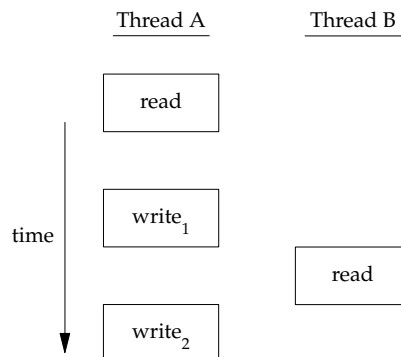 Thread A Thread B
read
write1
time
read
write2